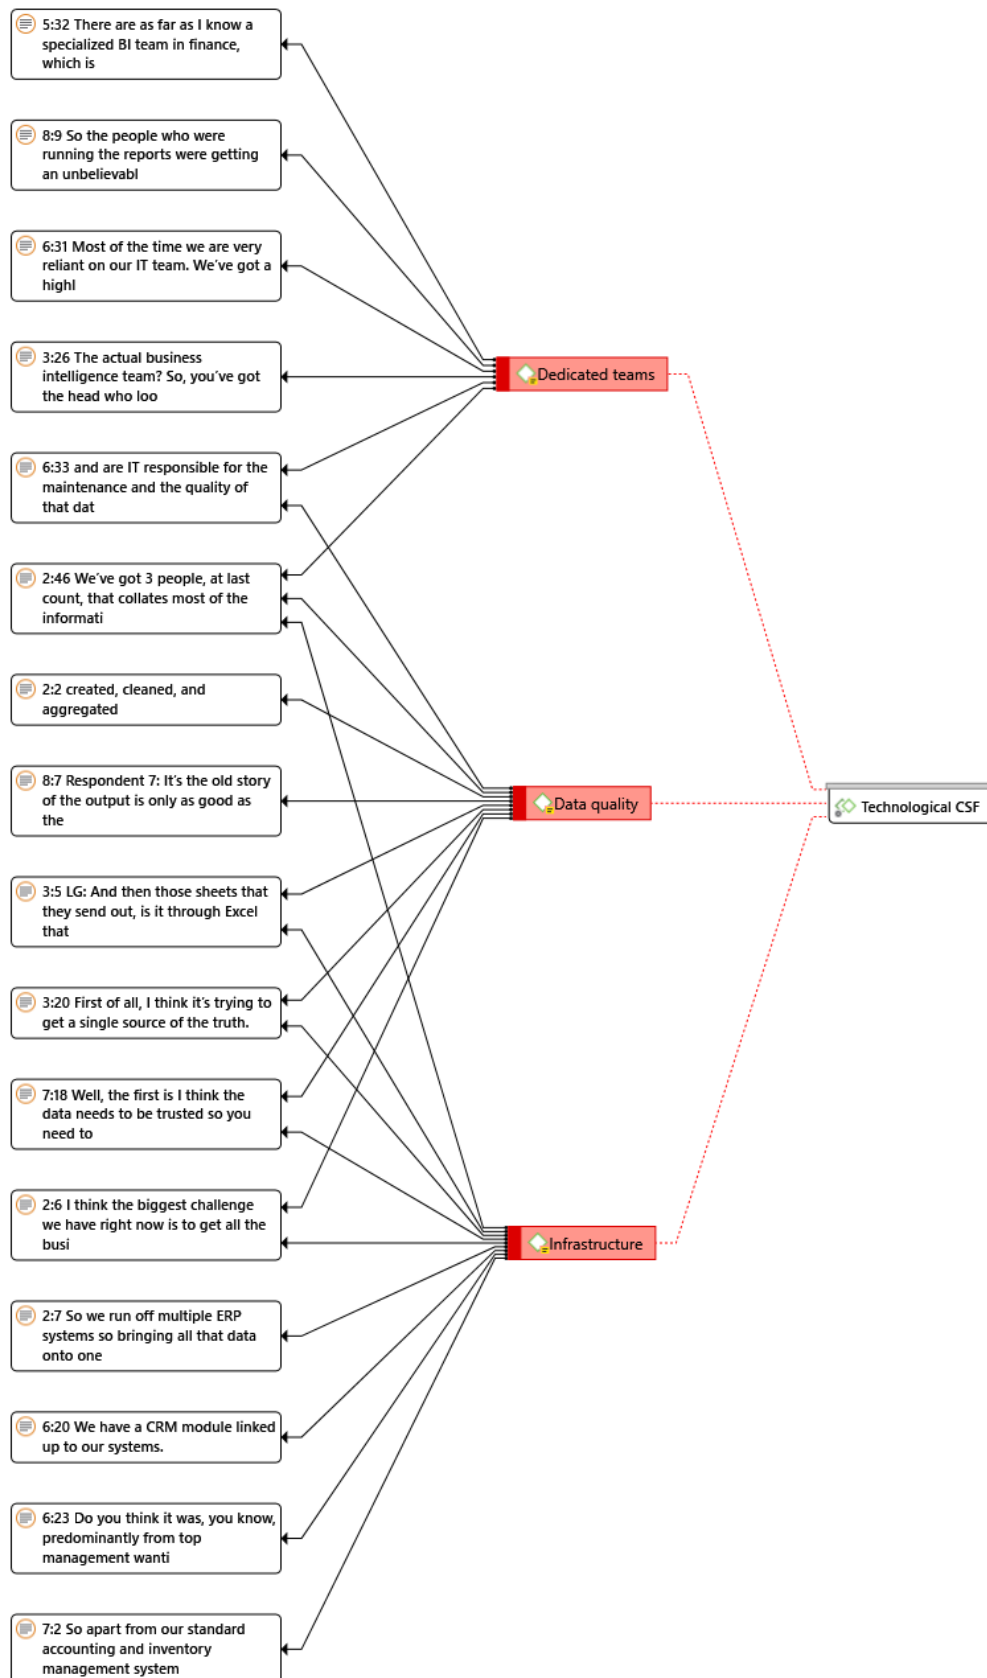 5:32 There are as far as I know a
specialized BI team in finance,
which is
8:9 So the people who were
running the reports were getting
an unbelievabl
6:31 Most of the time we are very
reliant on our IT team. We've got a
highl
3:26 The actual business
intelligence team? So, you've got
the head who loo
Dedicated teams
6:33 and are IT responsible for the
maintenance and the quality of
that dat
2:46 We've got 3 people, at last
count, that collates most of the
informati
2:2 created, cleaned, and
aggregated
8:7 Respondent 7: It's the old story
of the output is only as good as
the
Data quality
Technological CSF
3:5 LG: And then those sheets that
they send out, is it through Excel
that
3:20 First of all, I think it's trying to
get a single source of the truth.
7:18 Well, the first is I think the
data needs to be trusted so you
need to
2:6 I think the biggest challenge
we have right now is to get all the
busi
Infrastructure
2:7 So we run off multiple ERP
systems so bringing all that data
onto one
6:20 We have a CRM module linked
up to our systems.
6:23 Do you think it was, you know,
predominantly from top
management wanti
7:2 So apart from our standard
accounting and inventory
management system